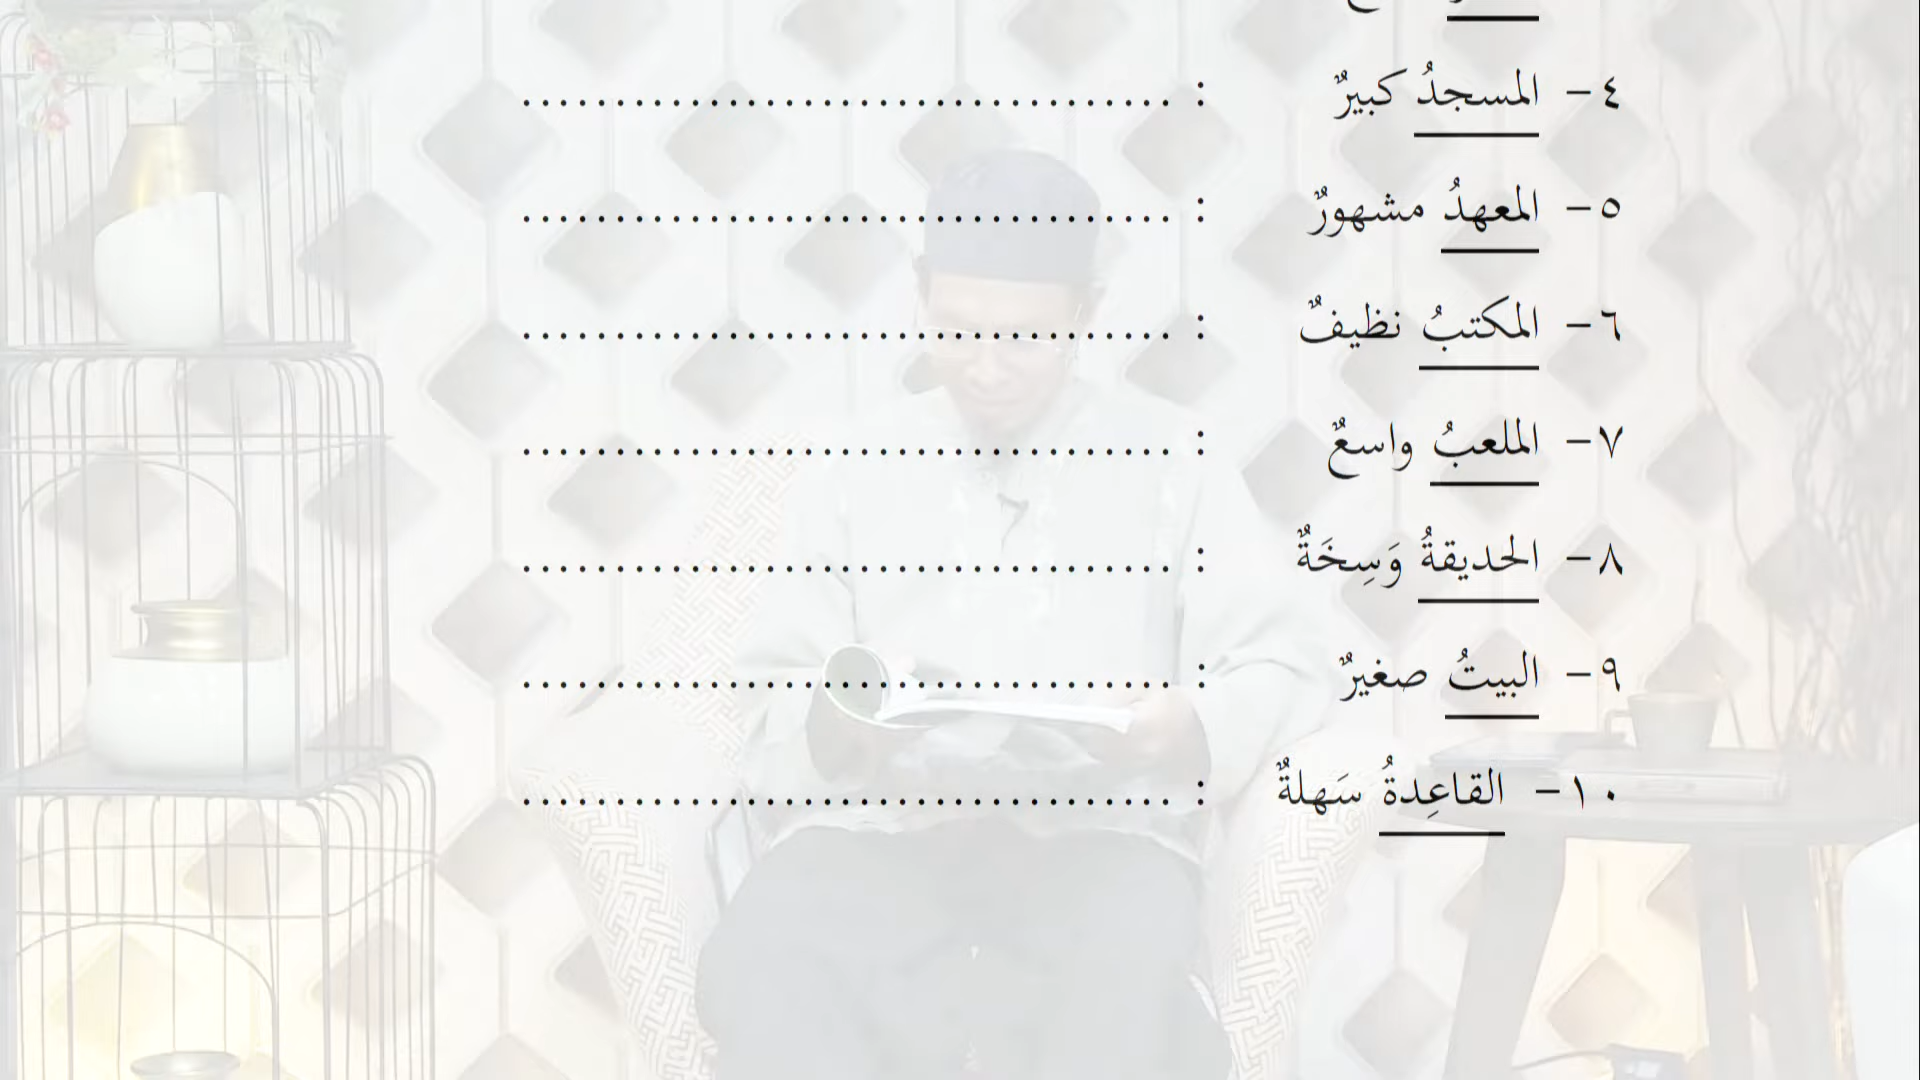 ٤- المسجدُ كبيرٌ : ....................................
٥- المعهدُ مشهورٌ : ....................................
٦- المكتبُ نظيفٌ : ....................................
٧- الملعبُ واسعٌ : ....................................
٨- الحديقةُ وَسِخَةٌ : ....................................
٩- البيتُ صغيرٌ : ....................................
١٠- القاعِدةُ سَهلةٌ : ....................................